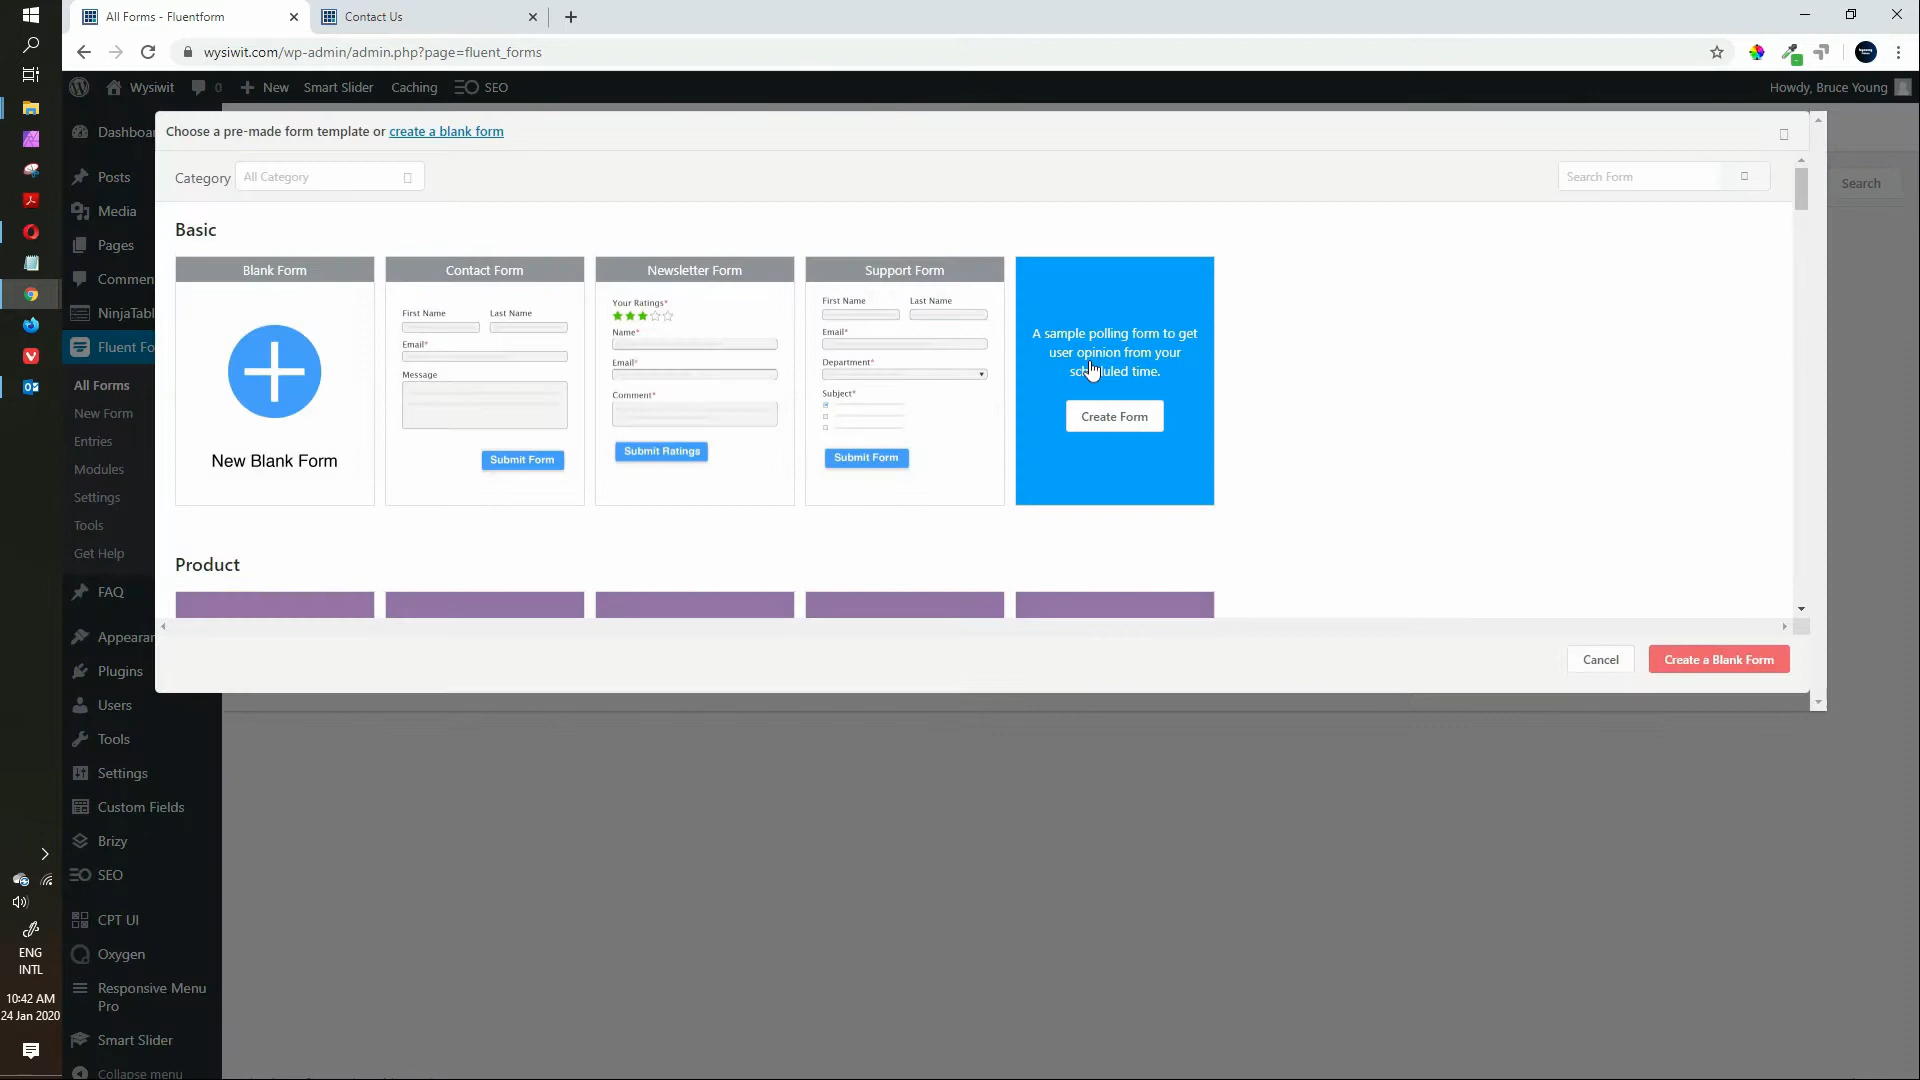 All Forms - Fluentform
Contact Us
wysiwit.com/wp-admin/admin.php?page=fluent_forms
Wysiwit
0
New
Smart Slider
Caching
SEO
Howdy, Bruce Young
Dashboa
Posts
Media
Pages
Commen
NinjaTabl
Fluent Fo
All Forms
New Form
Entries
Modules
Settings
Tools
Get Help
FAQ
Appearan
Plugins
Users
Tools
Settings
Custom Fields
Brizy
SEO
CPT UI
Oxygen
Responsive Menu
Pro
Smart Slider
Collapse menu
Choose a pre-made form template or create a blank form
Category
All Category
Search Form
Search
Basic
Blank Form
New Blank Form
Contact Form
First Name
Last Name
Email*
Message
Submit Form
Newsletter Form
Your Ratings*
Name*
Email*
Comment*
Submit Ratings
Support Form
First Name
Last Name
Email*
Department*
Subject*
Submit Form
A sample polling form to get
user opinion from your
scheduled time.
Create Form
Product
Cancel
Create a Blank Form
ENG
INTL
10:42 AM
24 Jan 2020